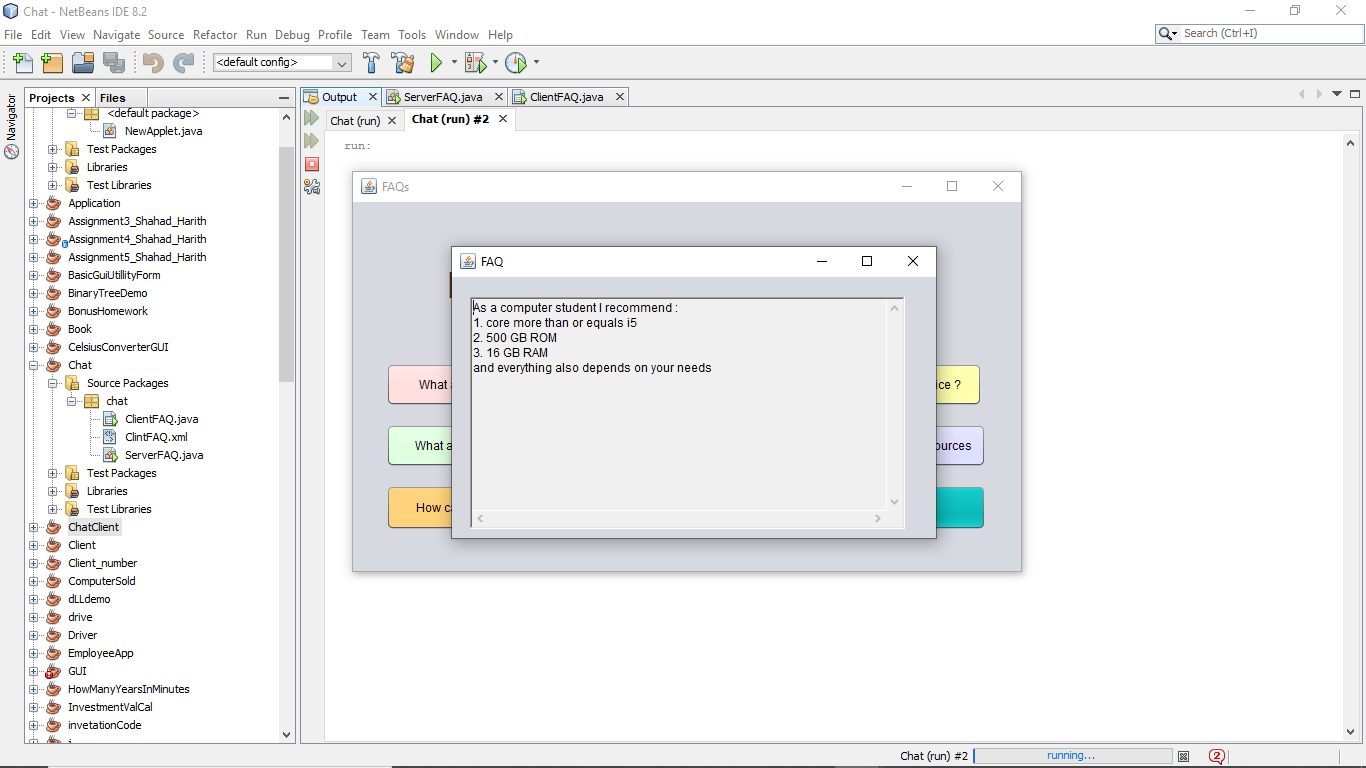 Chat - NetBeans IDE 8.2
File Edit View Navigate Source Refactor Run Debug Profile Team Tools Window Help
Search (Ctrl+I)
<default config>
Navigator
Projects Files
<default package>
NewApplet.java
Test Packages
Libraries
Test Libraries
Application
Assignment3_Shahad_Harith
Assignment4_Shahad_Harith
Assignment5_Shahad_Harith
BasicGuiUtillityForm
BinaryTreeDemo
BonusHomework
Book
CelsiusConverterGUI
Chat
Source Packages
chat
ClientFAQ.java
ClintFAQ.xml
ServerFAQ.java
Test Packages
Libraries
Test Libraries
ChatClient
Client
Client_number
ComputerSold
dLLdemo
drive
Driver
EmployeeApp
GUI
HowManyYearsInMinutes
InvestmentValCal
invetationCode
Output ServerFAQ.java ClientFAQ.java
Chat (run) Chat (run) #2
run:
FAQs
FAQ
As a computer student I recommend :
1. core more than or equals i5
2. 500 GB ROM
3. 16 GB RAM
and everything also depends on your needs
What
ice ?
What
ources
How
Chat (run) #2 running...
2